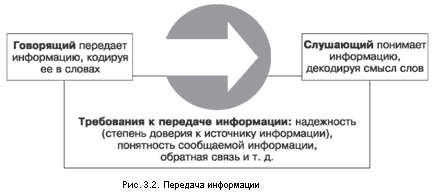 Говорящий передает
информацию, кодируя
ее в словах
Слушающий понимает
информацию,
декодируя смысл слов
Требования к передаче информации: надежность
(степень доверия к источнику информации),
понятность сообщаемой информации,
обратная связь и т. д.
Рис. 3.2. Передача информации